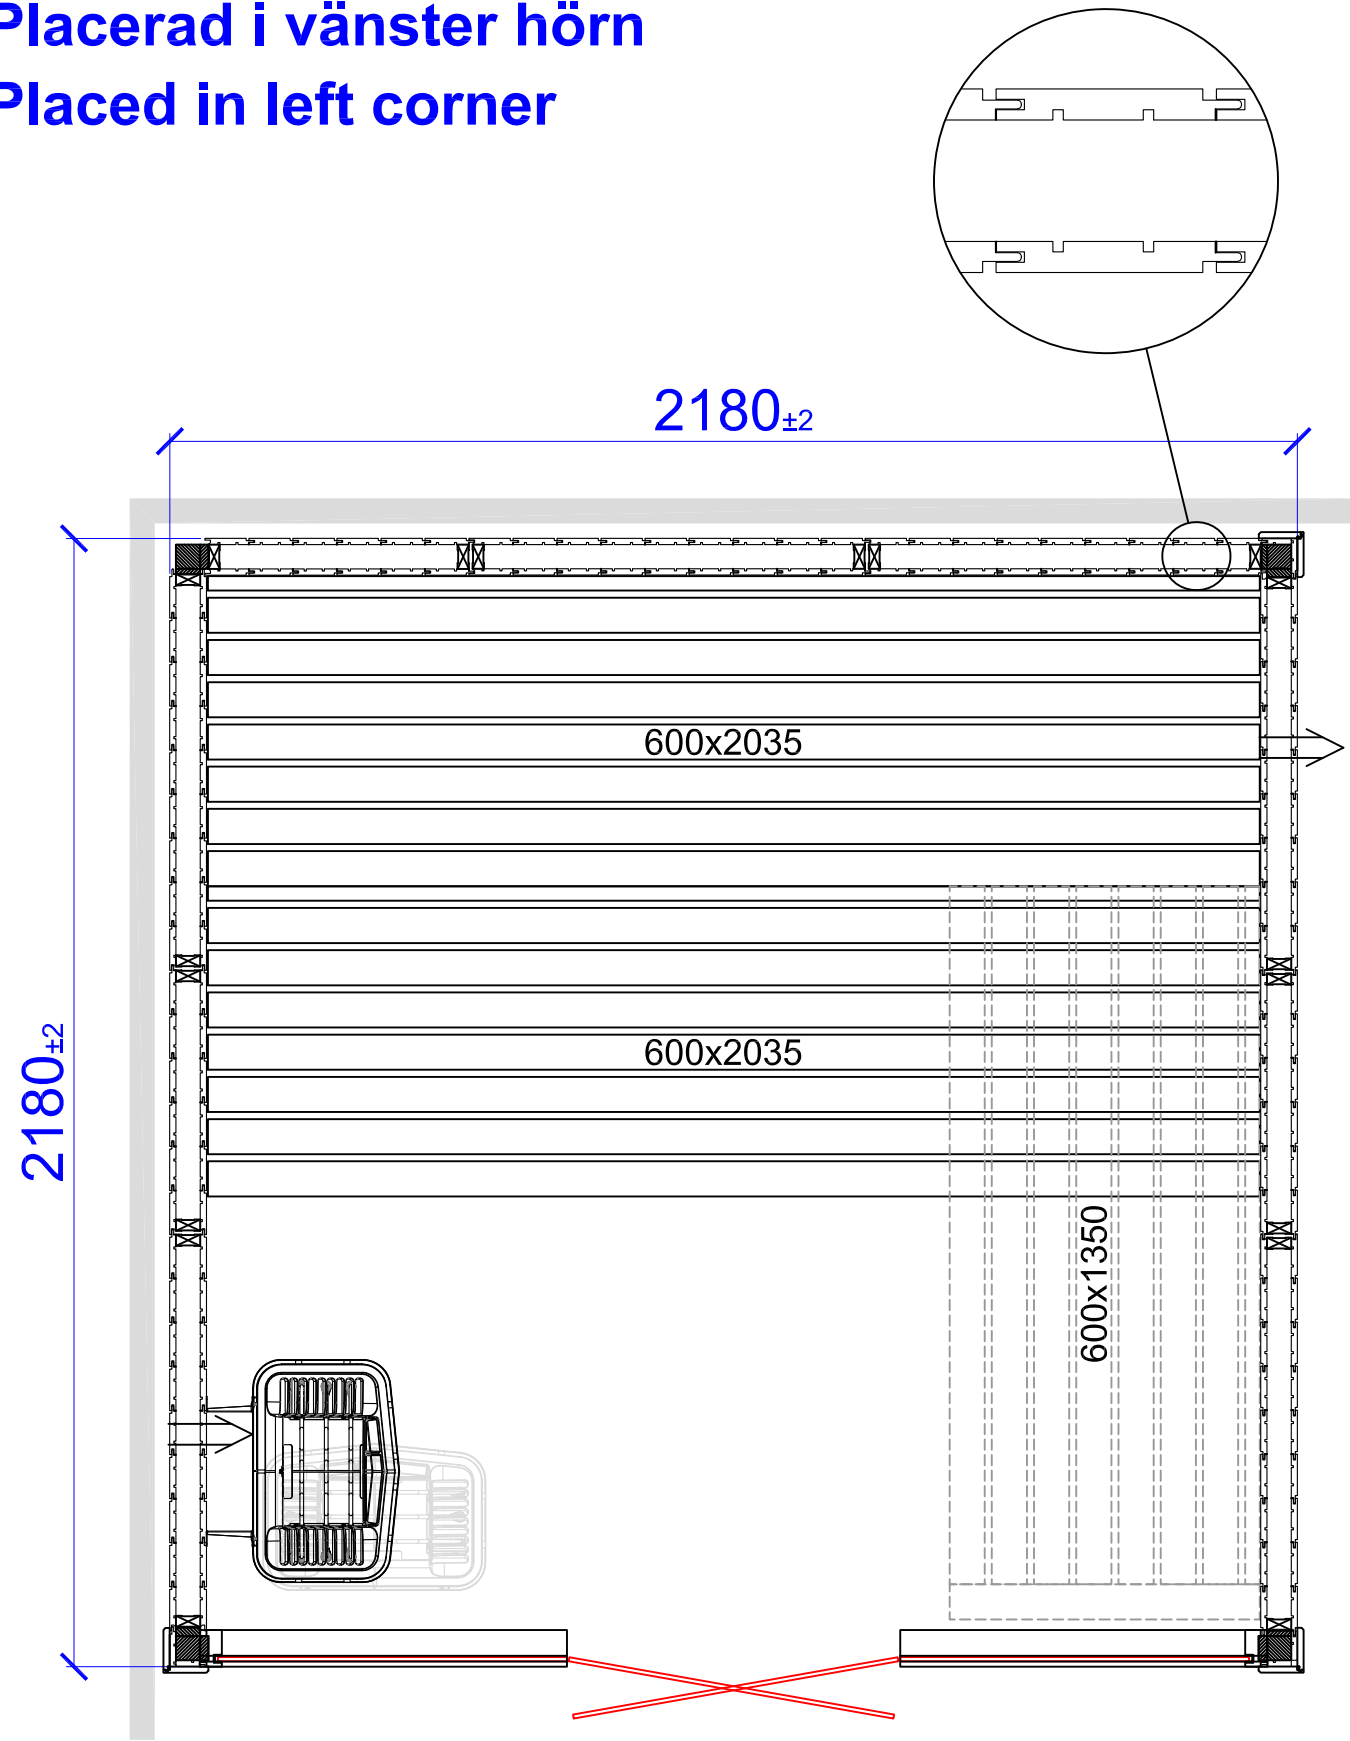 Placerad i vänster hörn
Placed in left corner
2180±2
600x2035
600x2035
2180±2
600x1350